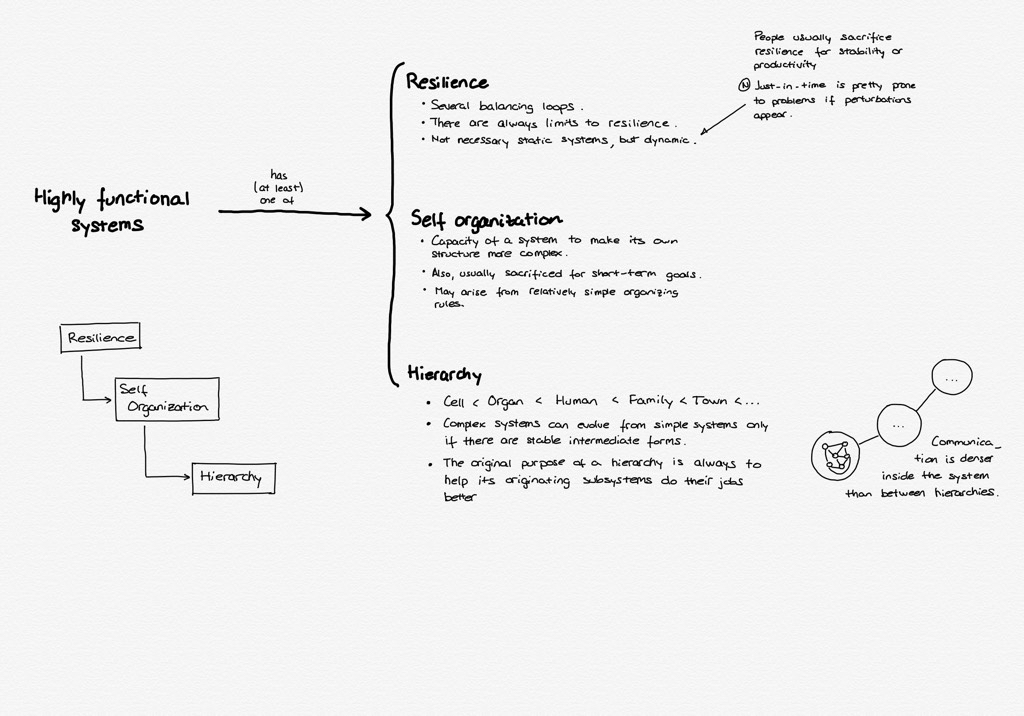 People usually sacrifice
resilience for stability or
productivity
N Just-in-time is pretty prone
to problems if perturbations
appear.
Resilience
• Several balancing loops.
• There are always limits to resilience.
• Not necessary static systems, but dynamic.
Highly functional
systems
has
(at least)
one of
Self organization
• Capacity of a system to make its own
structure more complex.
• Also, usually sacrificed for short-term goals.
• May arise from relatively simple organizing
rules.
Resilience
Self
Organization
Hierarchy
Hierarchy
• Cell < Organ < Human < Family < Town < ...
• Complex systems can evolve from simple systems only
if there are stable intermediate forms.
• The original purpose of a hierarchy is always to
help its originating subsystems do their jobs
better
...
...
Communica-
tion is denser
inside the system
than between hierarchies.